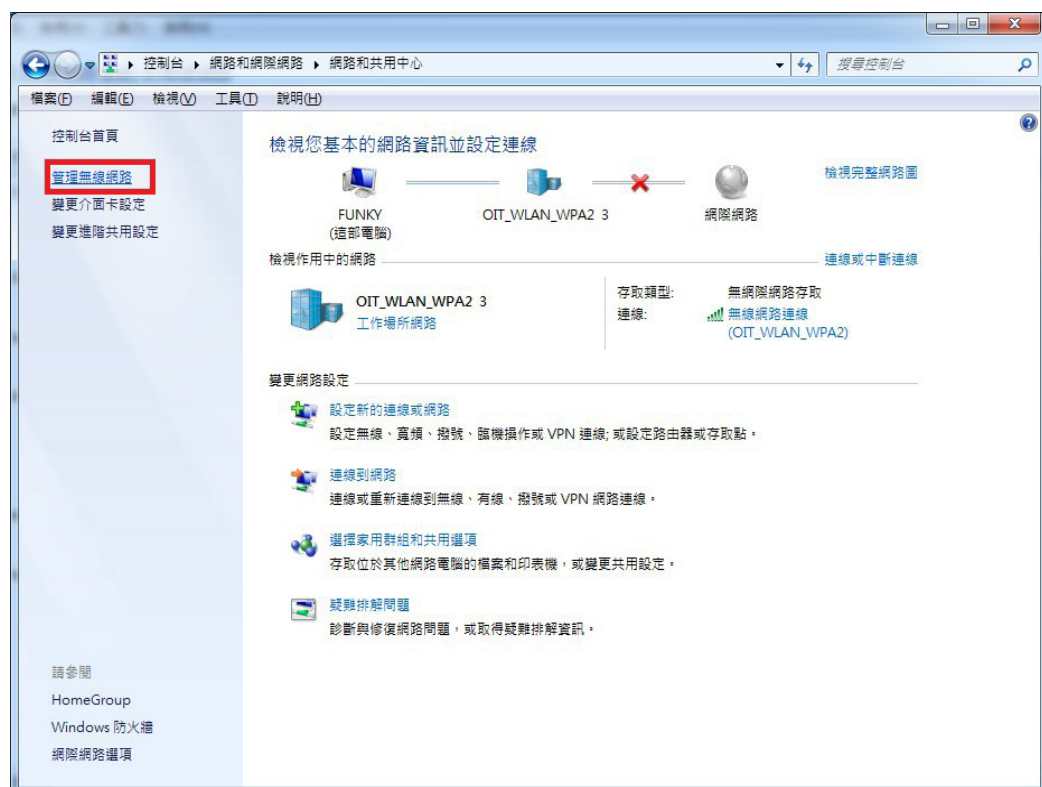 控制台 ▸ 網路和網際網路 ▸ 網路和共用中心
搜尋控制台
檔案(F) 編輯(E) 檢視(V) 工具(T) 說明(H)
控制台首頁
管理無線網路
變更介面卡設定
變更進階共用設定
檢視您基本的網路資訊並設定連線
檢視完整網路圖
FUNKY
(這部電腦)
OIT_WLAN_WPA2 3
網際網路
檢視作用中的網路
連線或中斷連線
OIT_WLAN_WPA2 3
工作場所網路
存取類型: 無網際網路存取
連線: 無線網路連線
(OIT_WLAN_WPA2)
變更網路設定
設定新的連線或網路
設定無線、寬頻、撥號、臨機操作或 VPN 連線; 或設定路由器或存取點。
連線到網路
連線或重新連線到無線、有線、撥號或 VPN 網路連線。
選擇家用群組和共用選項
存取位於其他網路電腦的檔案和印表機，或變更共用設定。
疑難排解問題
診斷與修復網路問題，或取得疑難排解資訊。
請參閱
HomeGroup
Windows 防火牆
網際網路選項